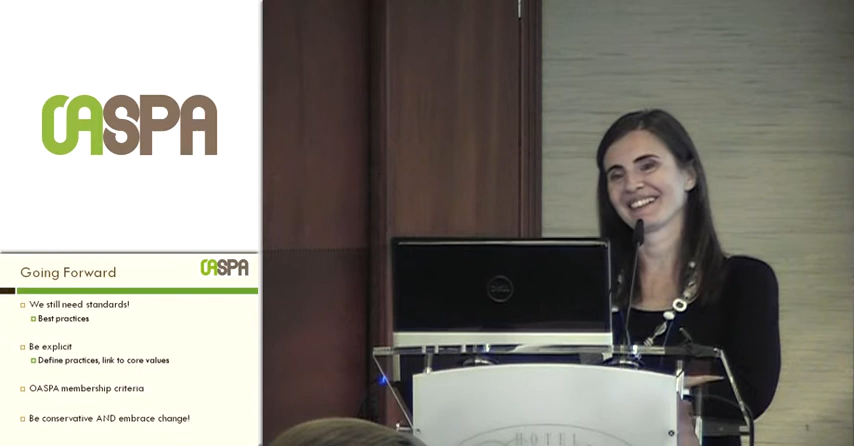 OASPA
Going Forward
OASPA
We still need standards!
Best practices
Be explicit
Define practices, link to core values
OASPA membership criteria
Be conservative AND embrace change!
DELL
HOTEL